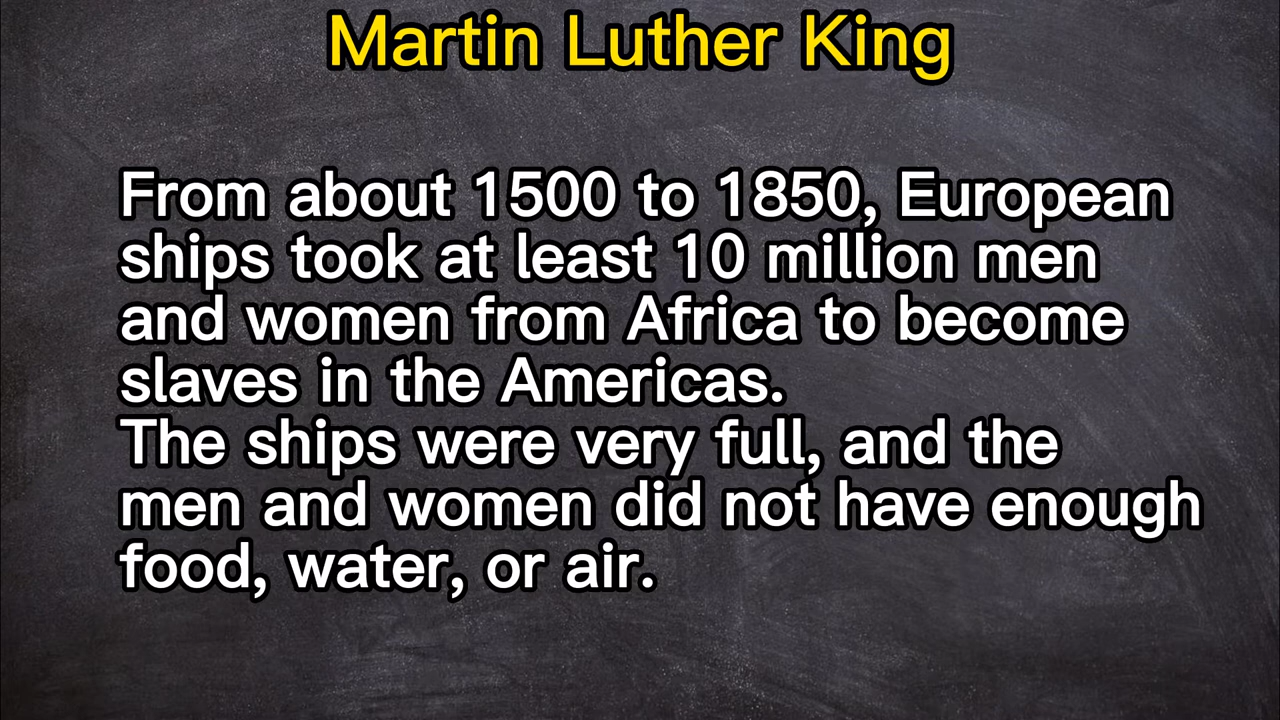 Martin Luther King
From about 1500 to 1850, European
ships took at least 10 million men
and women from Africa to become
slaves in the Americas.
The ships were very full, and the
men and women did not have enough
food, water, or air.